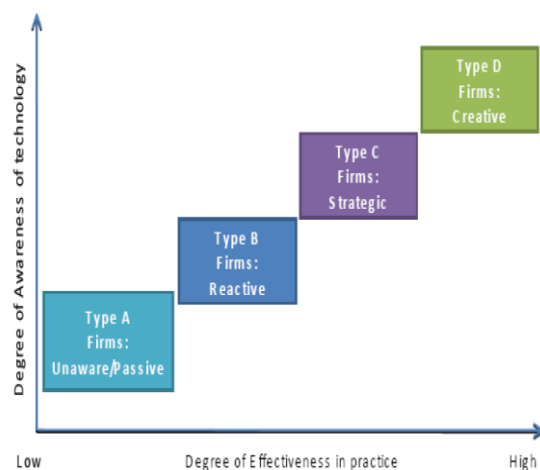 Type D
Firms:
Creative
Type C
Firms:
Strategic
Type B
Firms:
Reactive
Type A
Firms:
Unaware/Passive
Degree of Awareness of technology
Low Degree of Effectiveness in practice High